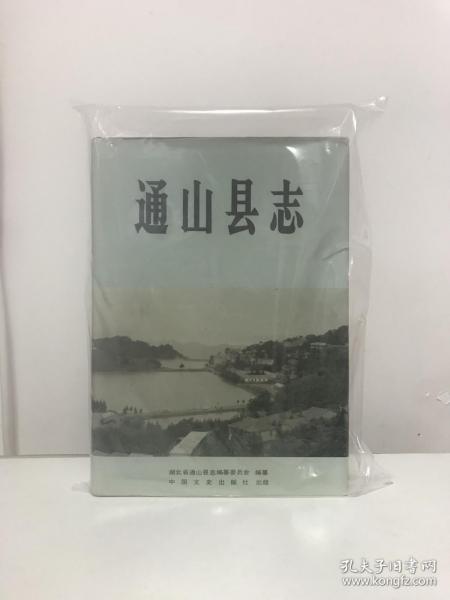 通山县志
湖北省通山县志编纂委员会 编纂
中国文史出版社 出版
孔夫子旧书网
www.kongfz.com